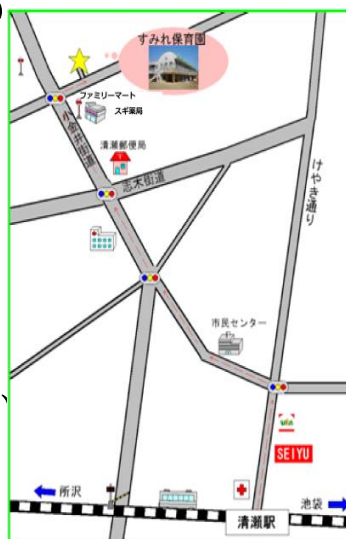 すみれ保育園
ファミリーマート
スギ薬局
小金井街道
清瀬郵便局
志木街道
けやき通り
市民センター
SEIYU
所沢
池袋
清瀬駅